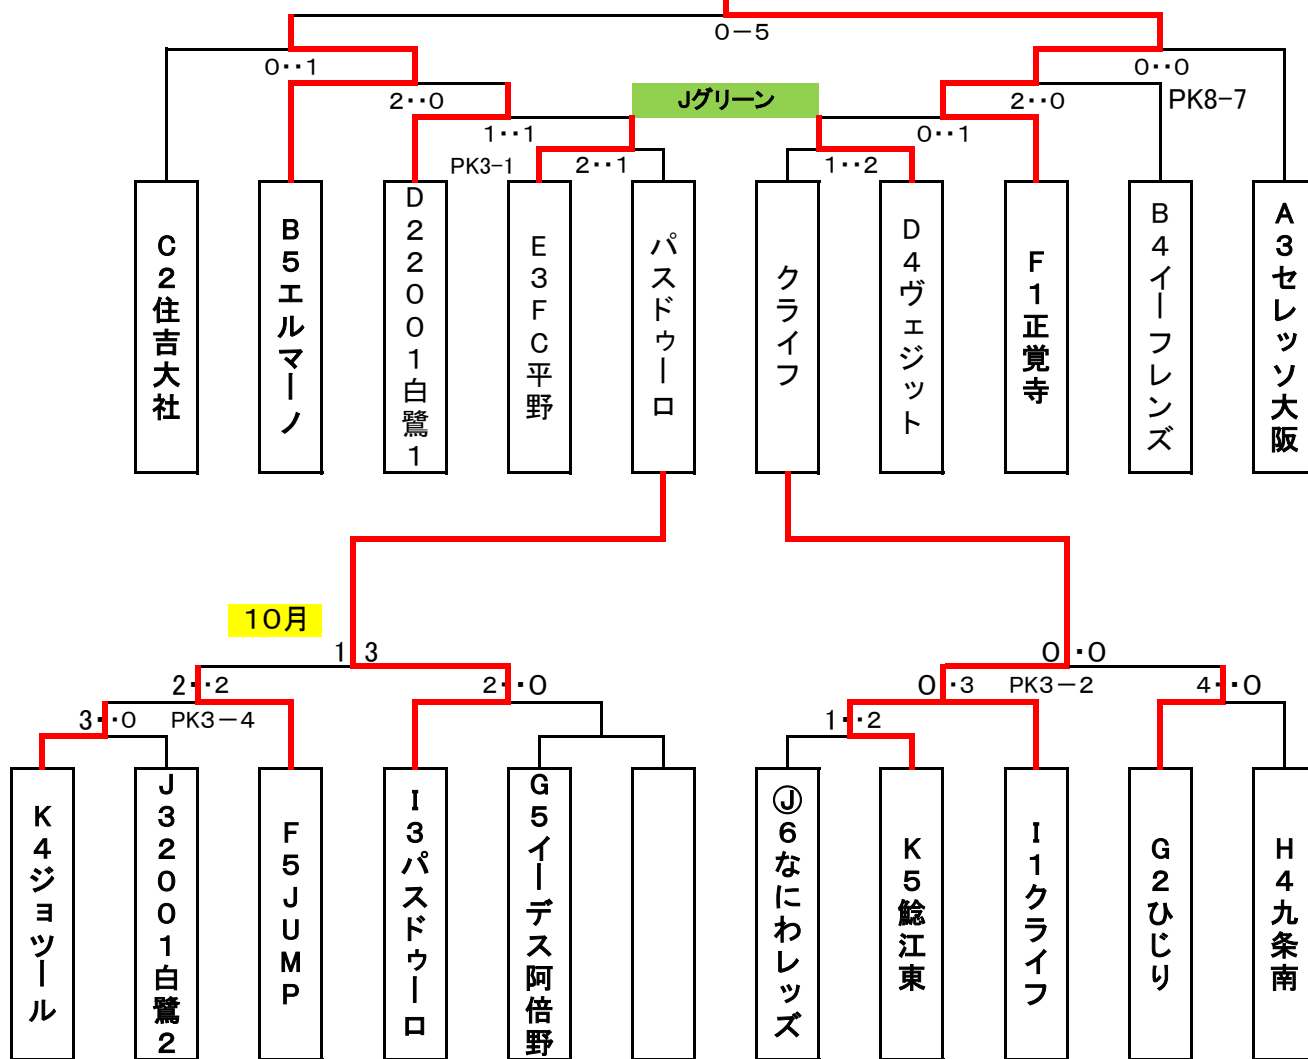 0－5
0‥1
0‥0
2‥0
Jグリーン
2‥0
PK8-7
1‥1
0‥1
PK3-1
2‥1
1‥2
C2住吉大社
B5エルマーノ
D22001白鷺1
E3FC平野
パスドゥーロ
クライフ
D4ヴェジット
F1正覚寺
B4イーフレンズ
A3セレッソ大阪
10月
1 3
0‥0
2‥2
2‥0
0‥3
PK3－2
4‥0
3‥0
PK3－4
1‥2
K4ジョツール
J32001白鷺2
F5JUMP
I3パスドゥーロ
G5イーデス阿倍野
Ⓙ6なにわレッズ
K5鯰江東
I1クライフ
G2ひじり
H4九条南